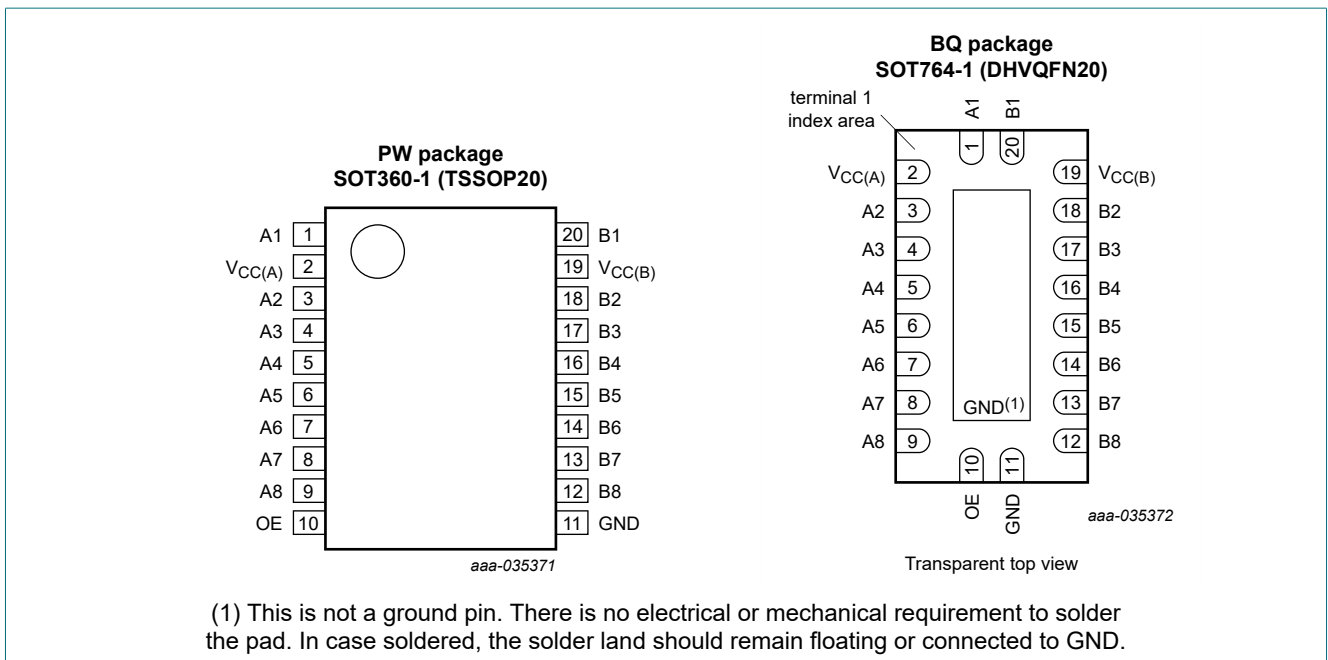 PW package
SOT360-1 (TSSOP20)
A1 1 20 B1
VCC(A) 2 19 VCC(B)
A2 3 18 B2
A3 4 17 B3
A4 5 16 B4
A5 6 15 B5
A6 7 14 B6
A7 8 13 B7
A8 9 12 B8
OE 10 11 GND
aaa-035371
BQ package
SOT764-1 (DHVQFN20)
terminal 1
index area
A1 B1
1 20
VCC(A) 2 19 VCC(B)
A2 3 18 B2
A3 4 17 B3
A4 5 16 B4
A5 6 15 B5
A6 7 14 B6
A7 8 GND(1) 13 B7
A8 9 12 B8
10 11
OE GND
aaa-035372
Transparent top view
(1) This is not a ground pin. There is no electrical or mechanical requirement to solder
the pad. In case soldered, the solder land should remain floating or connected to GND.